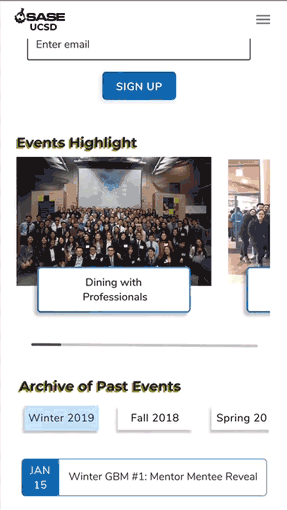 SASE
UCSD
Enter email
SIGN UP
Events Highlight
Dining with
Professionals
Archive of Past Events
Winter 2019
Fall 2018
Spring 20
JAN
15
Winter GBM #1: Mentor Mentee Reveal